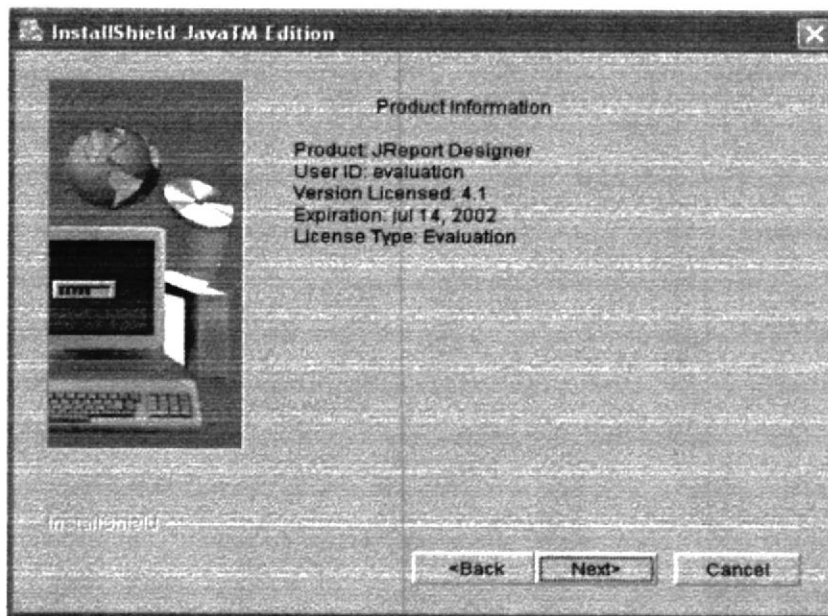 InstallShield JavaTM Edition
Product Information
Product: JReport Designer
User ID: evaluation
Version Licensed: 4.1
Expiration: jul 14, 2002
License Type: Evaluation
InstallShield
<Back Next> Cancel